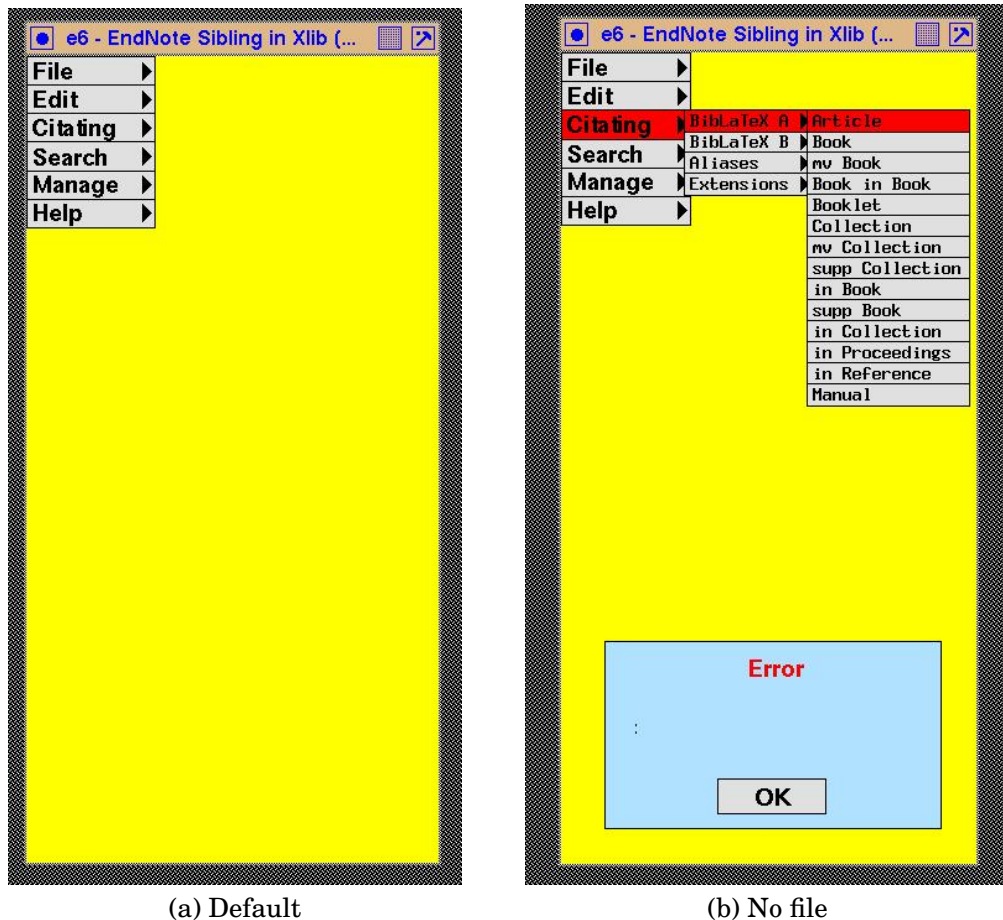 e6 - EndNote Sibling in Xlib (...
File
Edit
Citating
Search
Manage
Help
(a) Default
e6 - EndNote Sibling in Xlib (...
File
Edit
Citating
Search
Manage
Help
BibLaTeX A
BibLaTeX B
Aliases
Extensions
Article
Book
mv Book
Book in Book
Booklet
Collection
mv Collection
supp Collection
in Book
supp Book
in Collection
in Proceedings
in Reference
Manual
Error
:
OK
(b) No file